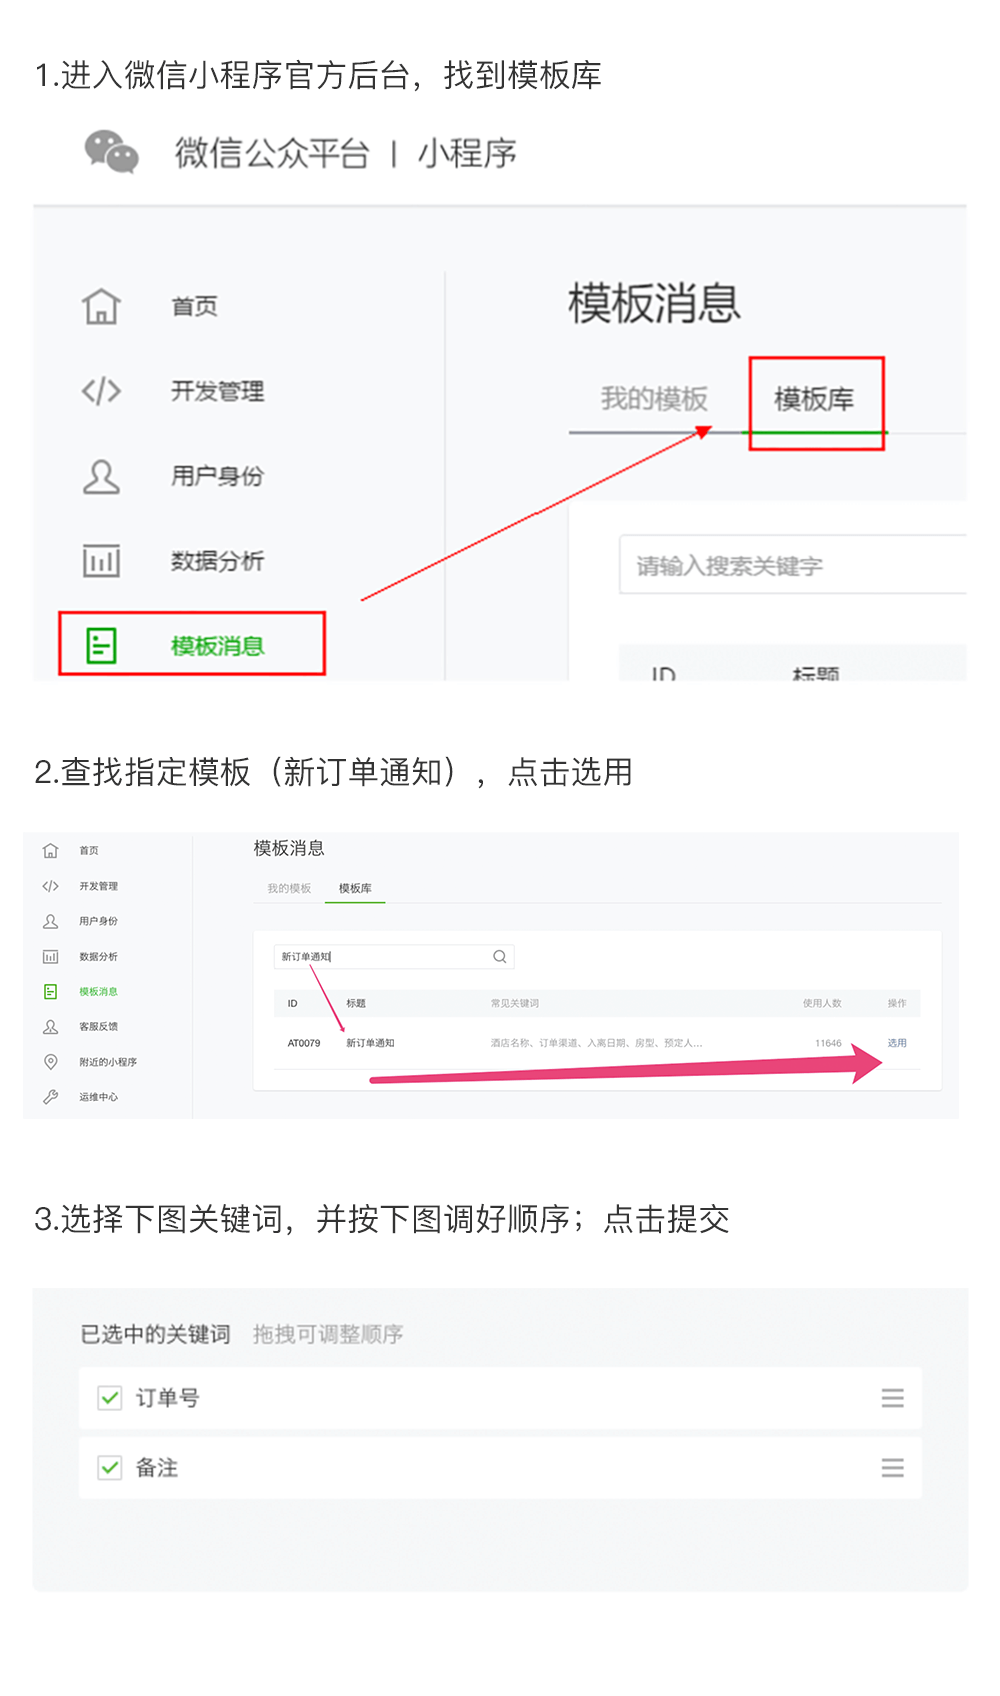 1.进入微信小程序官方后台，找到模板库
微信公众平台 | 小程序
首页
开发管理
用户身份
数据分析
模板消息
模板消息
我的模板 模板库
请输入搜索关键字
ID 标题
2.查找指定模板（新订单通知），点击选用
首页
开发管理
用户身份
数据分析
模板消息
客服反馈
附近的小程序
运维中心
模板消息
我的模板 模板库
新订单通知
ID 标题 常见关键词 使用人数 操作
AT0079 新订单通知 酒店名称、订单渠道、入离日期、房型、预定人... 11646 选用
3.选择下图关键词，并按下图调好顺序；点击提交
已选中的关键词 拖拽可调整顺序
订单号
备注